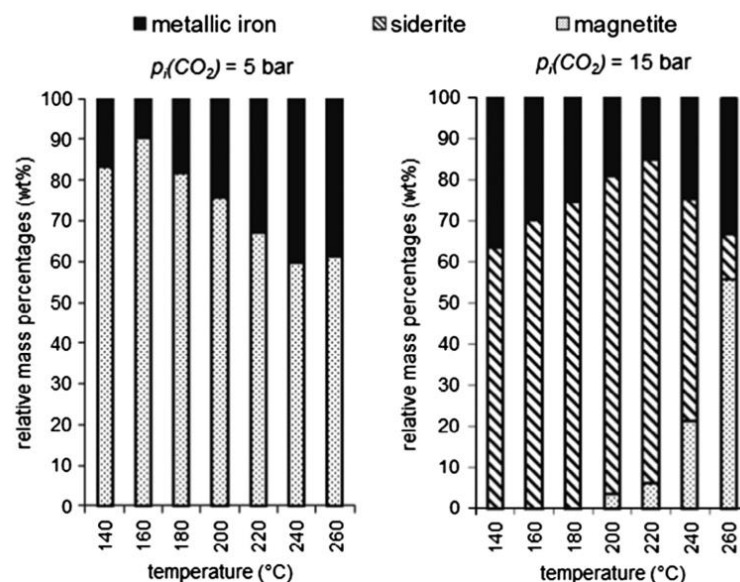 metallic iron siderite magnetite
pᵢ(CO₂) = 5 bar
relative mass percentages (wt%)
100
90
80
70
60
50
40
30
20
10
0
140 160 180 200 220 240 260
temperature (°C)
pᵢ(CO₂) = 15 bar
relative mass percentages (wt%)
100
90
80
70
60
50
40
30
20
10
0
140 160 180 200 220 240 260
temperature (°C)